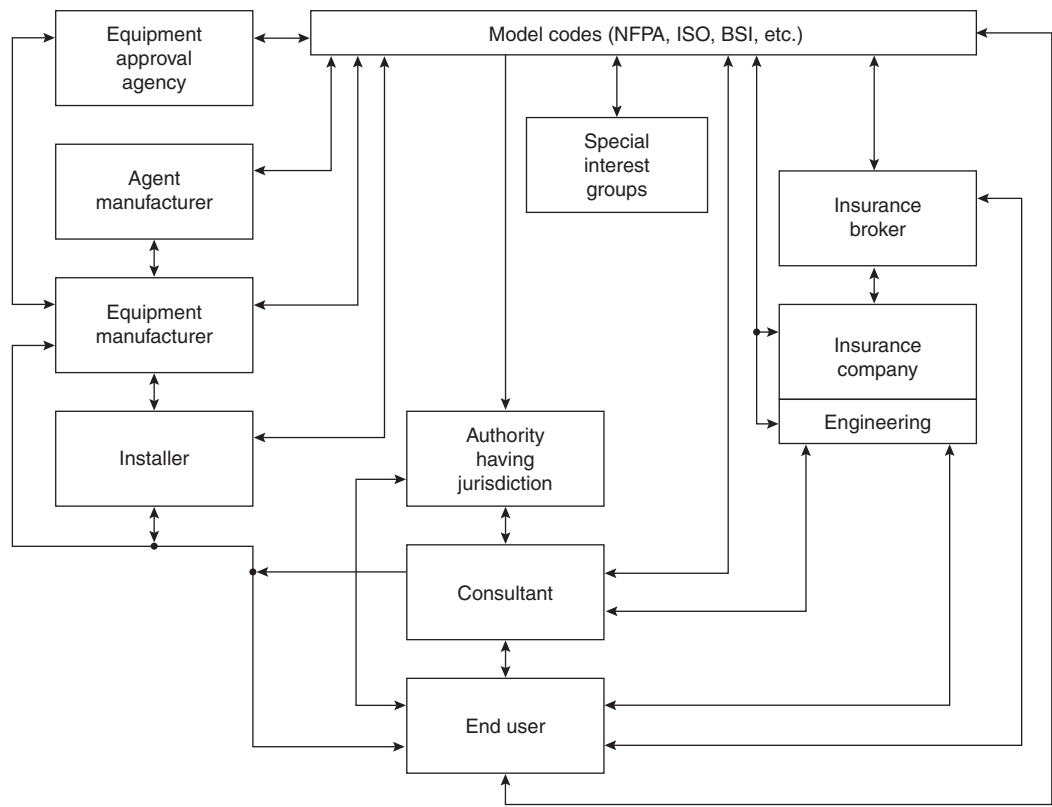 Equipment
approval
agency
Model codes (NFPA, ISO, BSI, etc.)
Agent
manufacturer
Special
interest
groups
Insurance
broker
Equipment
manufacturer
Insurance
company
Engineering
Installer
Authority
having
jurisdiction
Consultant
End user